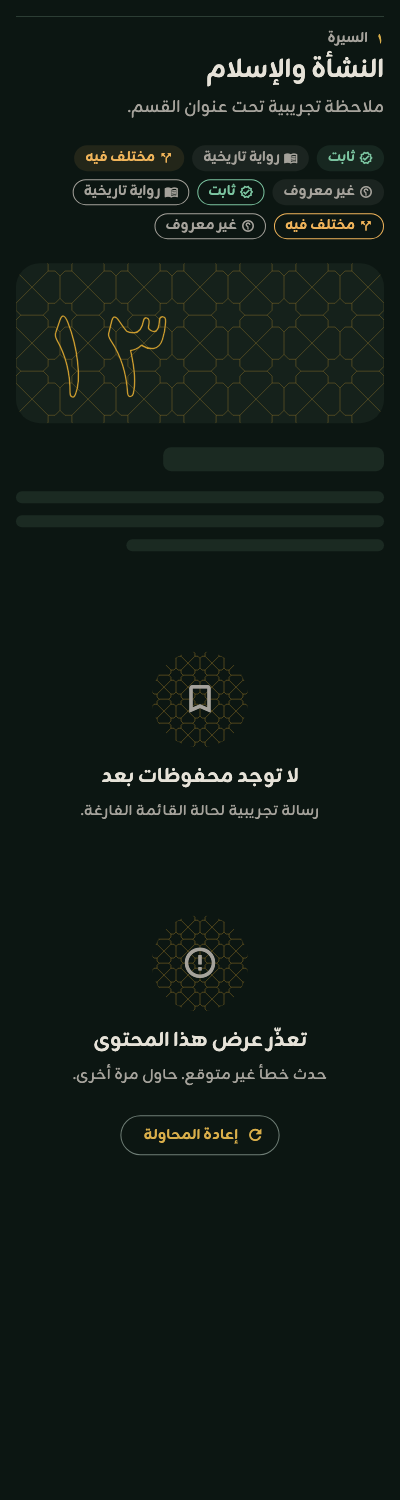 ١ السيرة
النشأة والإسلام
ملاحظة تجريبية تحت عنوان القسم.
ثابت رواية تاريخية مختلف فيه
غير معروف ثابت رواية تاريخية
مختلف فيه غير معروف
١٣
لا توجد محفوظات بعد
رسالة تجريبية لحالة القائمة الفارغة.
تعذّر عرض هذا المحتوى
حدث خطأ غير متوقع. حاول مرة أخرى.
إعادة المحاولة